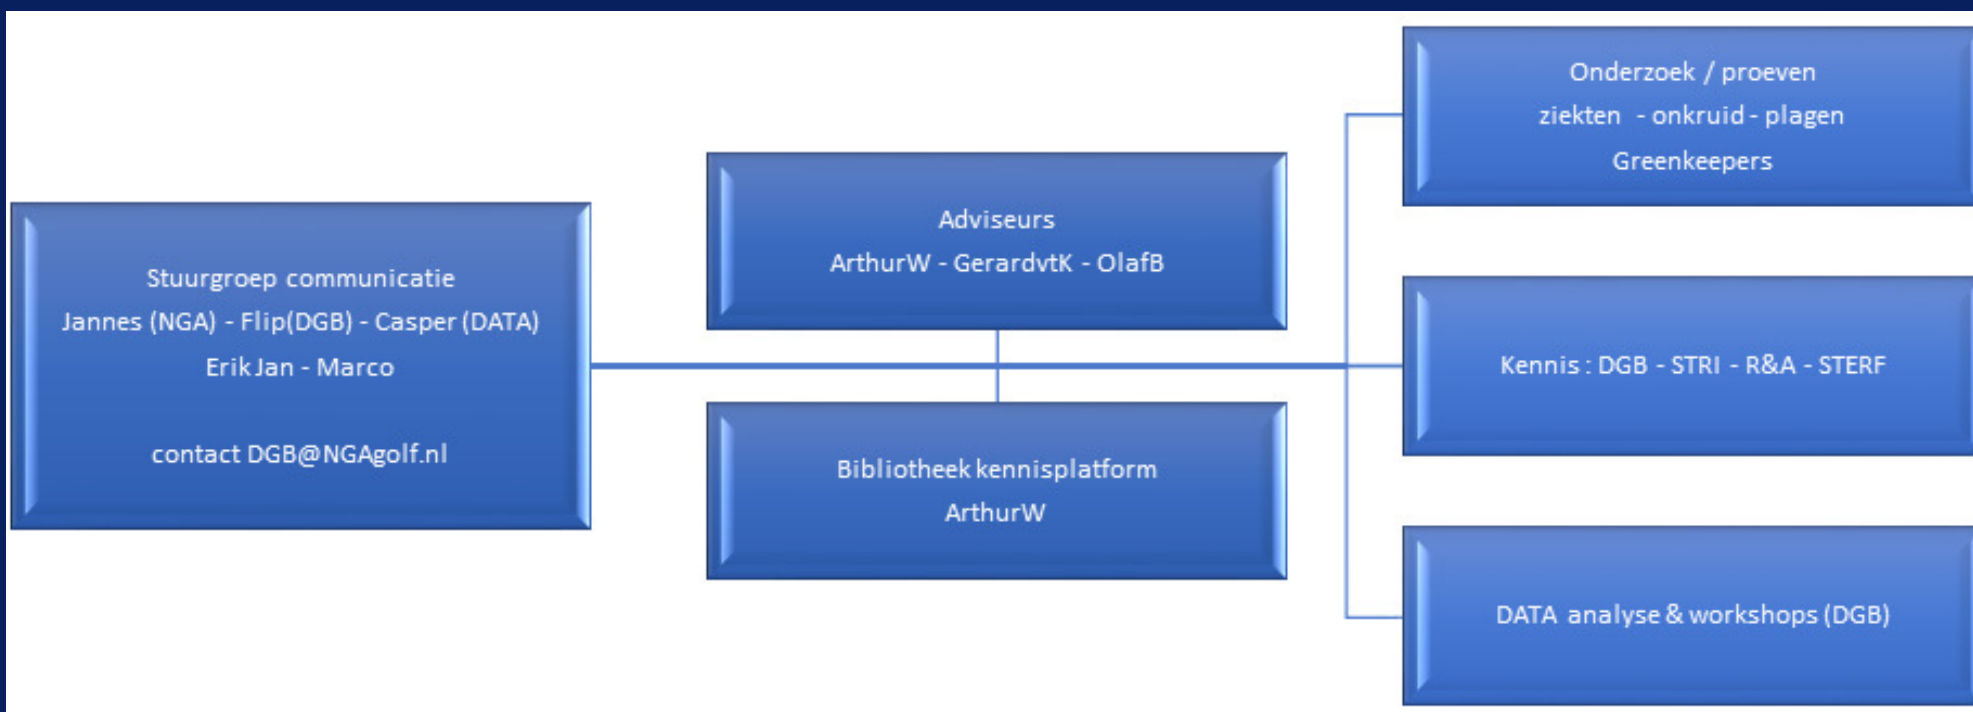 Stuurgroep communicatie
Jannes (NGA) - Flip(DGB) - Casper (DATA)
Erik Jan - Marco
contact DGB@NGAgolf.nl
Adviseurs
ArthurW - GerardvtK - OlafB
Bibliotheek kennisplatform
ArthurW
Onderzoek / proeven
ziekten - onkruid - plagen
Greenkeepers
Kennis : DGB - STRI - R&A - STERF
DATA analyse & workshops (DGB)